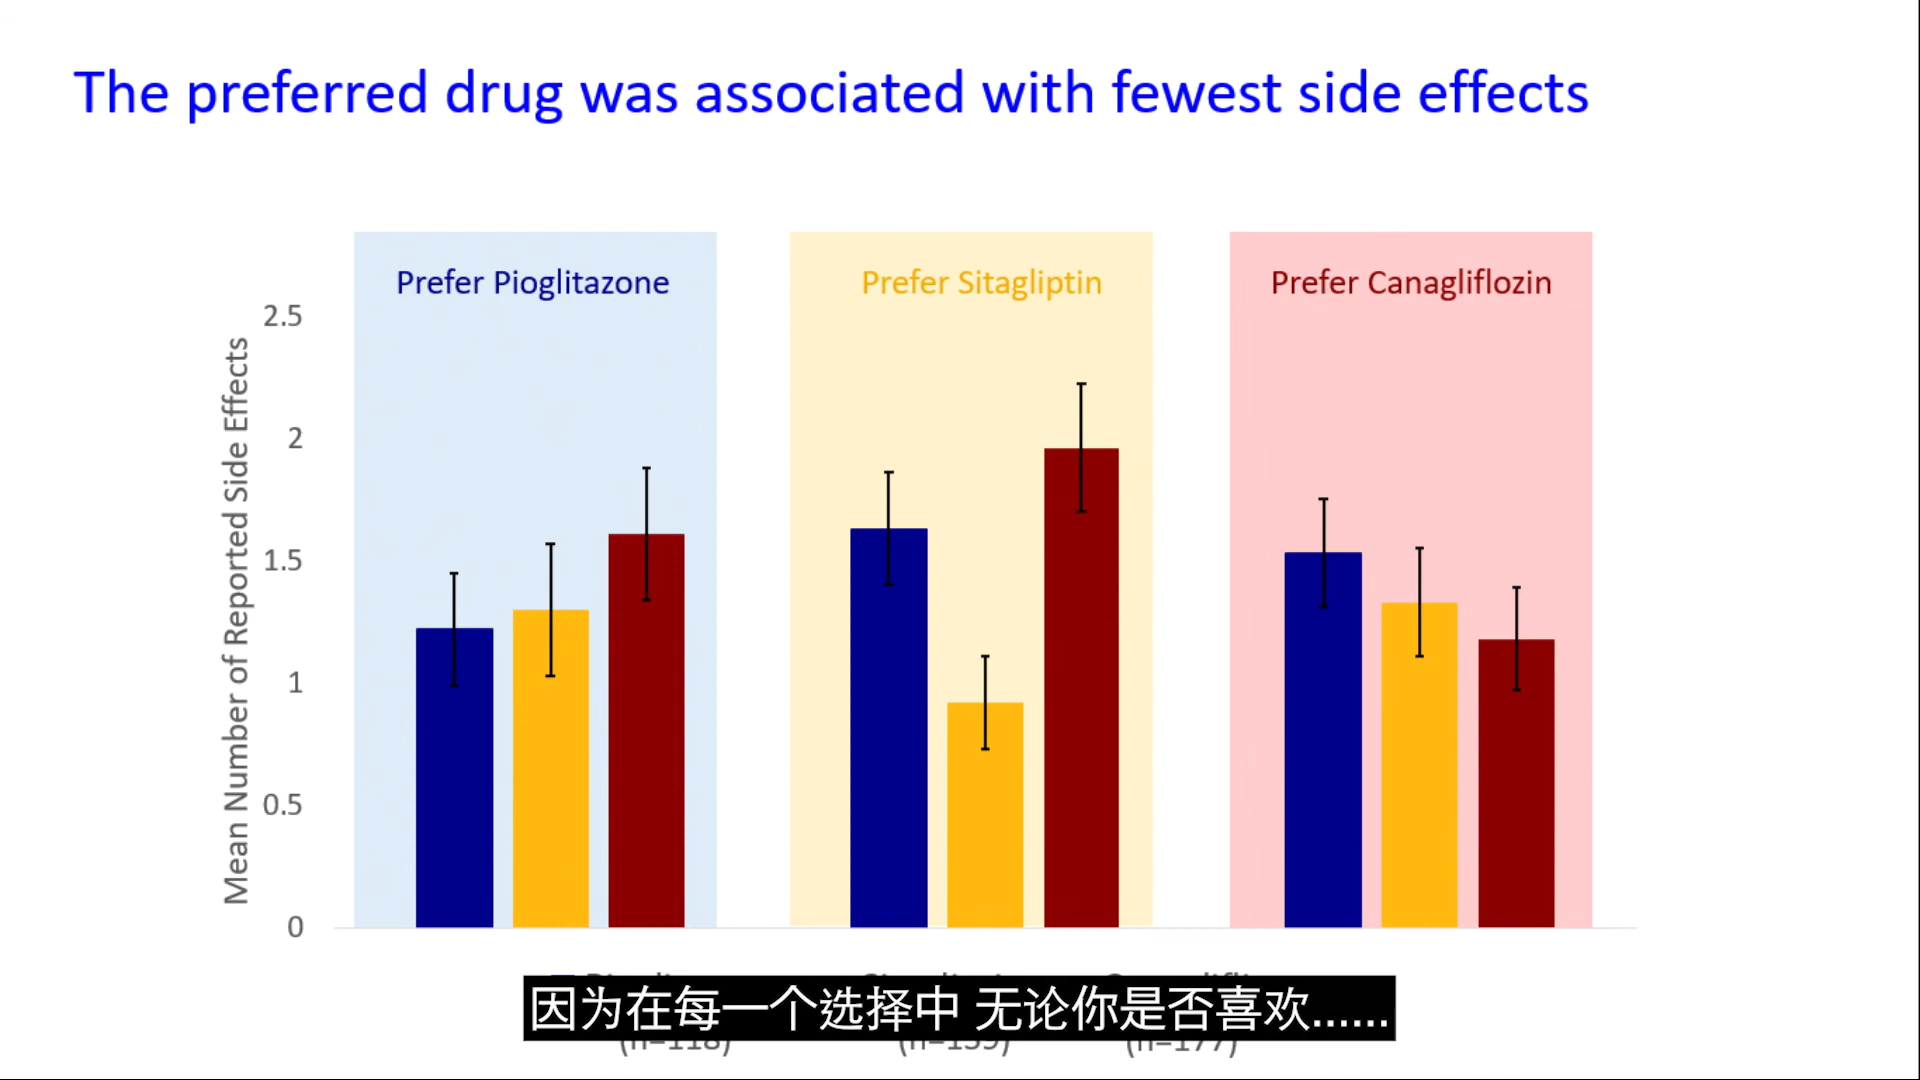 The preferred drug was associated with fewest side effects
Prefer Pioglitazone
Prefer Sitagliptin
Prefer Canagliflozin
Mean Number of Reported Side Effects
2.5
2
1.5
1
0.5
0
因为在每一个选择中 无论你是否喜欢......